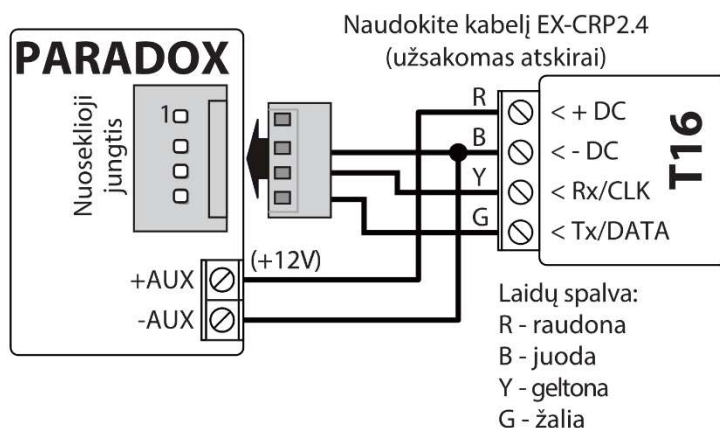 Naudokite kabelį EX-CRP2.4
(užsakomas atskirai)
PARADOX
Nuoseklioji
jungtis
1
R
B
Y
G
< + DC
< - DC
< Rx/CLK
< Tx/DATA
T16
(+12V)
+AUX
-AUX
Laidų spalva:
R - raudona
B - juoda
Y - geltona
G - žalia